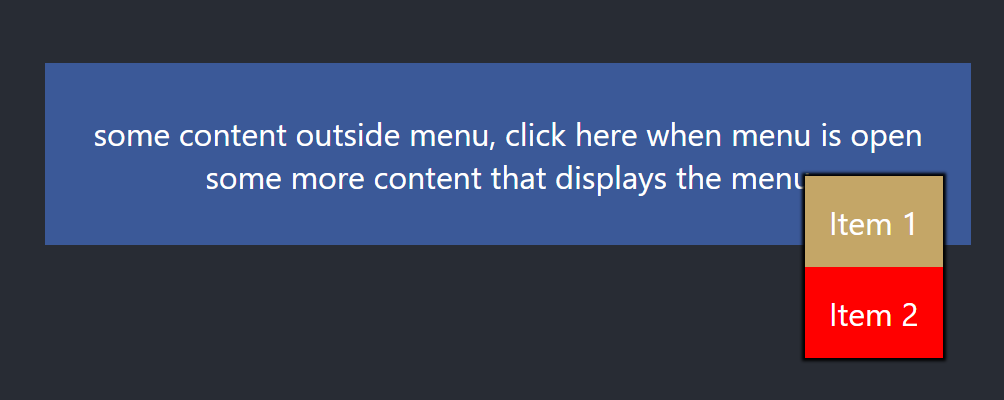 some content outside menu, click here when menu is open
some more content that displays the menu
Item 1
Item 2